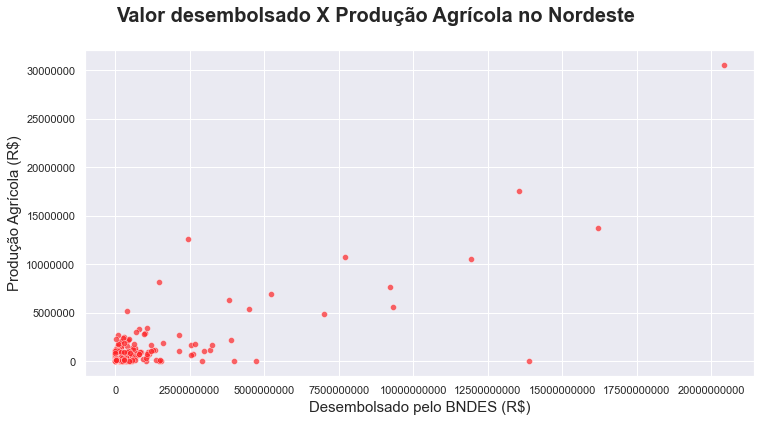 Valor desembolsado X Produção Agrícola no Nordeste
30000000
25000000
20000000
15000000
10000000
5000000
0
Produção Agrícola (R$)
0 2500000000 5000000000 7500000000 10000000000 12500000000 15000000000 17500000000 20000000000
Desembolsado pelo BNDES (R$)